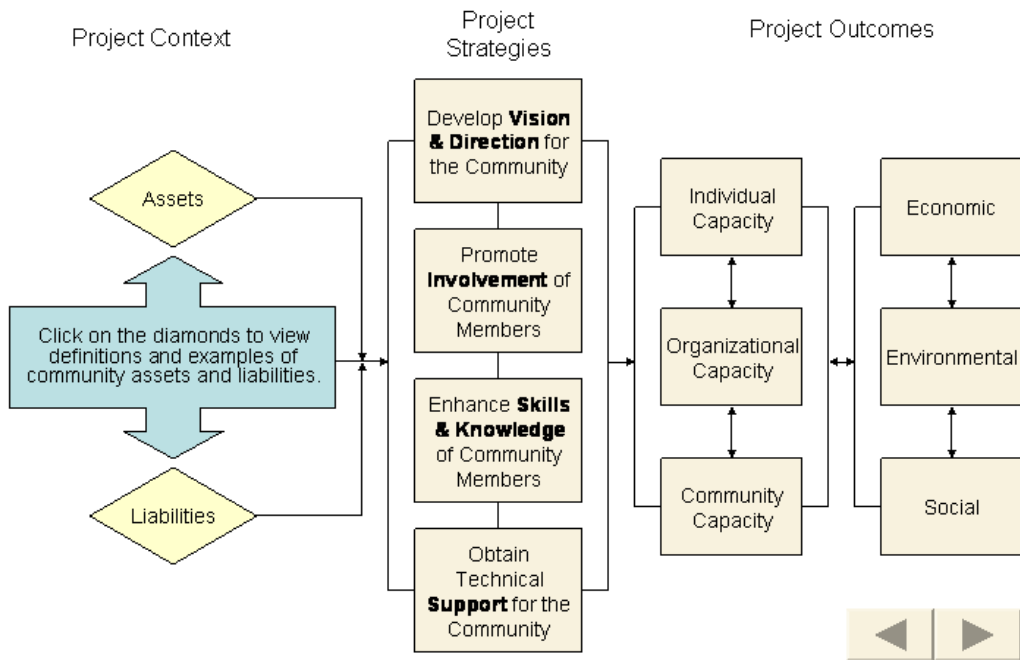 Project Context
Project
Strategies
Project Outcomes
Assets
Click on the diamonds to view
definitions and examples of
community assets and liabilities.
Liabilities
Develop Vision
& Direction for
the Community
Promote
Involvement of
Community
Members
Enhance Skills
& Knowledge
of Community
Members
Obtain
Technical
Support for the
Community
Individual
Capacity
Organizational
Capacity
Community
Capacity
Economic
Environmental
Social